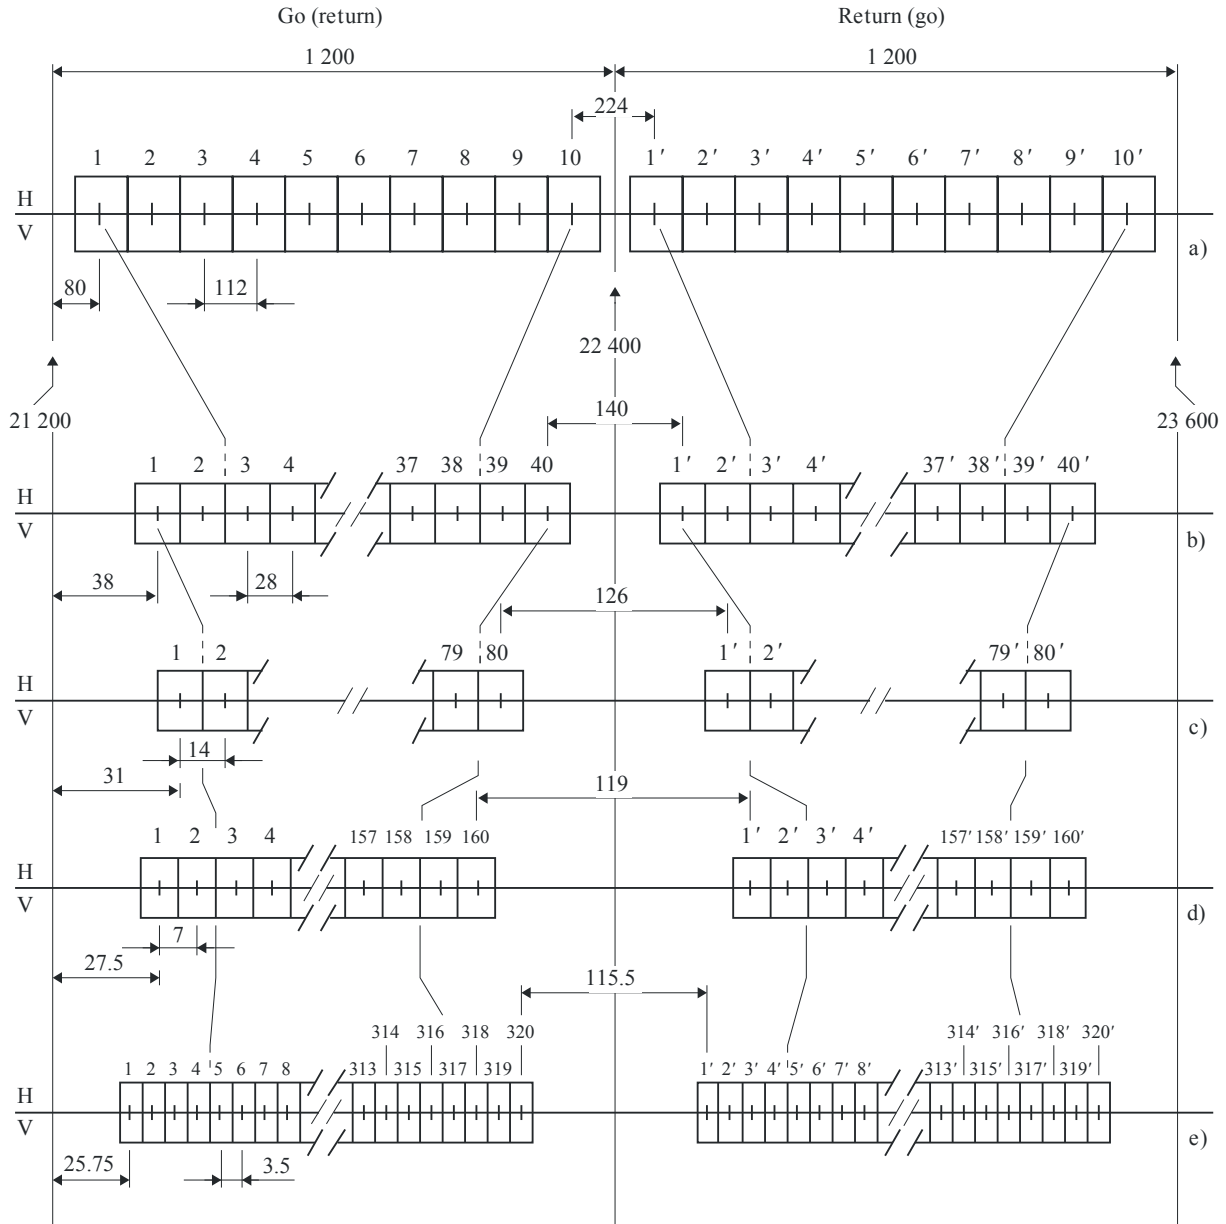 Go (return) Return (go)
1 200 1 200
224
1 2 3 4 5 6 7 8 9 10 1′ 2′ 3′ 4′ 5′ 6′ 7′ 8′ 9′ 10′
H
V a)
80 112
22 400
21 200 140 23 600
1 2 3 4 37 38 39 40 1′ 2′ 3′ 4′ 37′ 38′ 39′ 40′
H
V b)
38 28 126
1 2 79 80 1′ 2′ 79′ 80′
H
V c)
14
31 119
1 2 3 4 157 158 159 160 1′ 2′ 3′ 4′ 157′ 158′ 159′ 160′
H
V d)
7
27.5 115.5
314 316 318 320 314′ 316′ 318′ 320′
1 2 3 4 5 6 7 8 313 315 317 319 1′ 2′ 3′ 4′ 5′ 6′ 7′ 8′ 313′ 315′ 317′ 319′
H
V e)
25.75 3.5